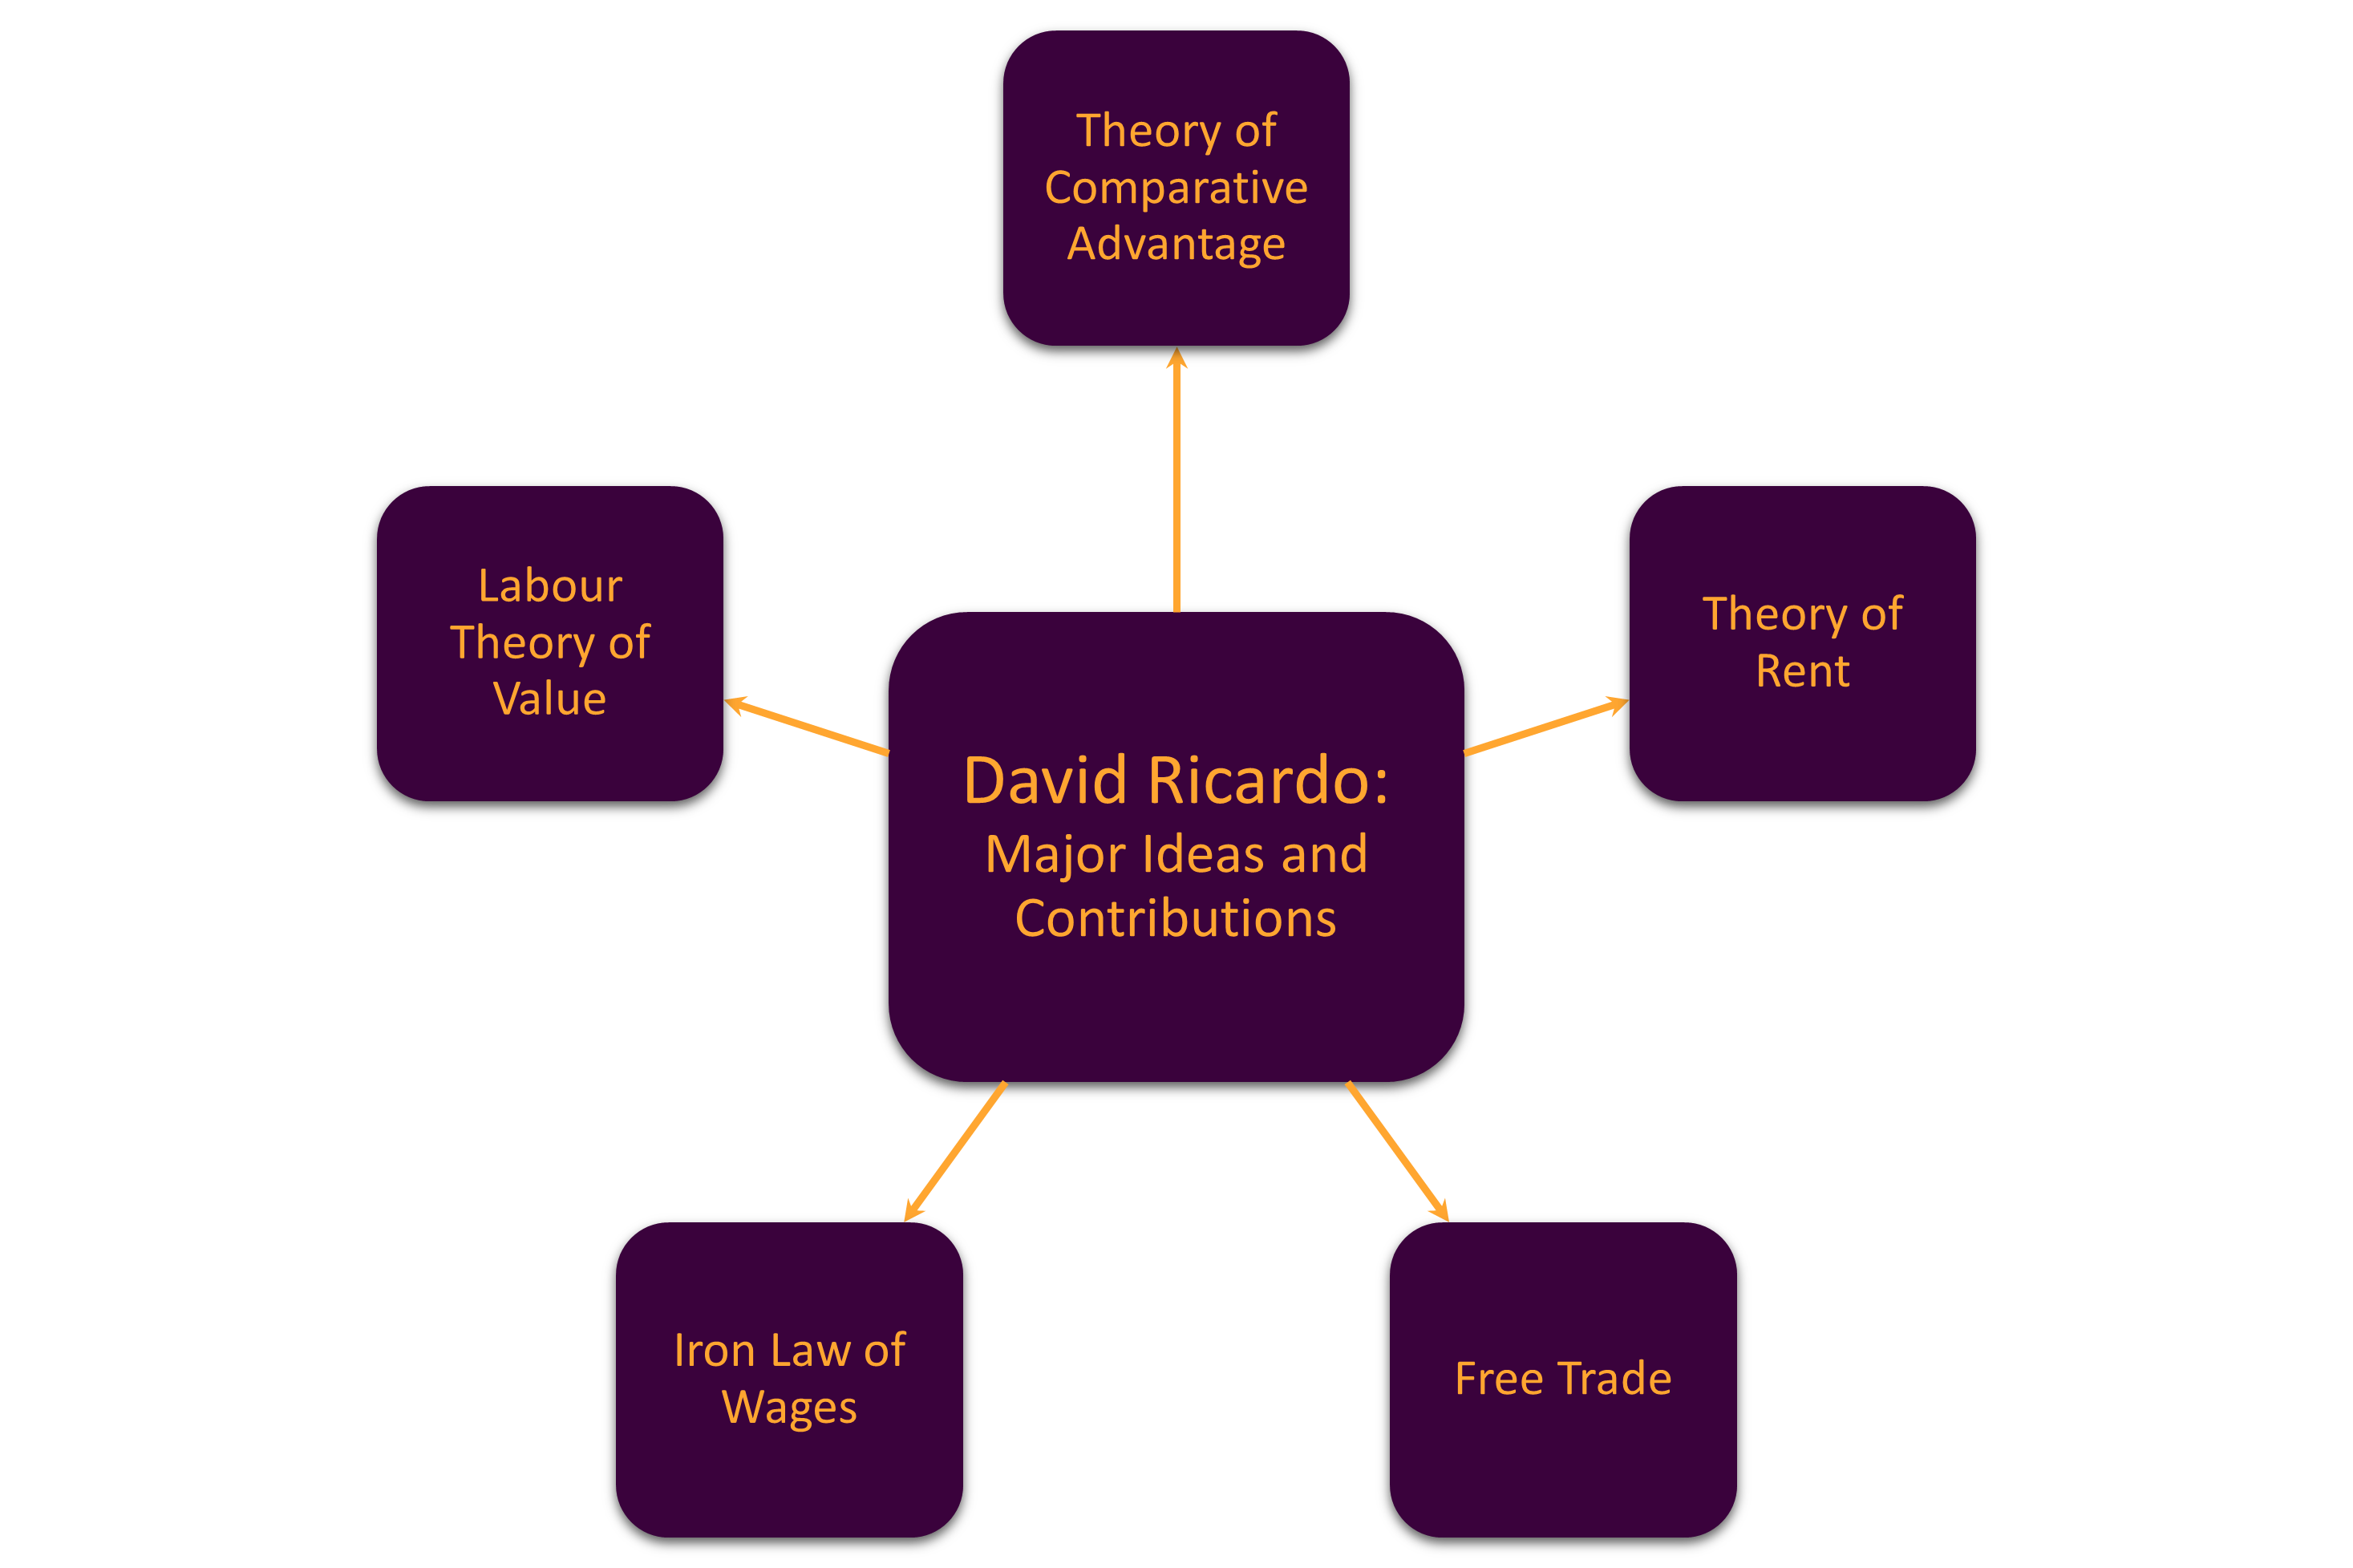 Theory of
Comparative
Advantage
Labour
Theory of
Value
Theory of
Rent
David Ricardo:
Major Ideas and
Contributions
Iron Law of
Wages
Free Trade